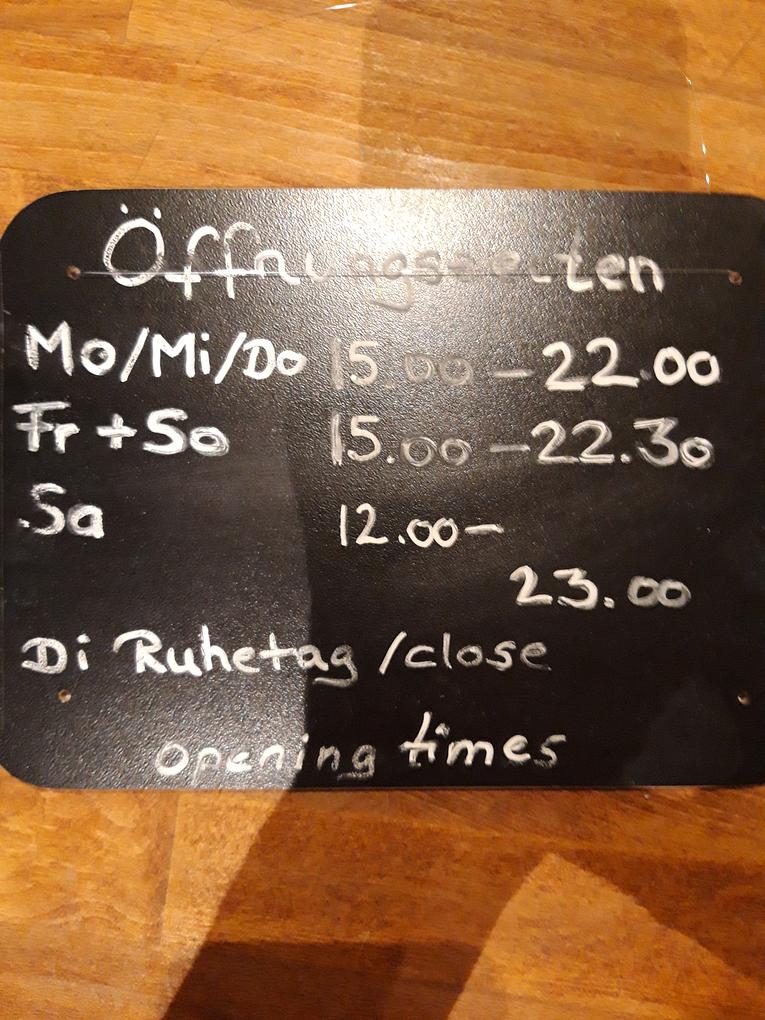 Öffnungszeiten
Mo/Mi/Do 15.00 – 22.00
Fr + So 15.00 – 22.30
Sa 12.00 –
23.00
Di Ruhetag /close
opening times